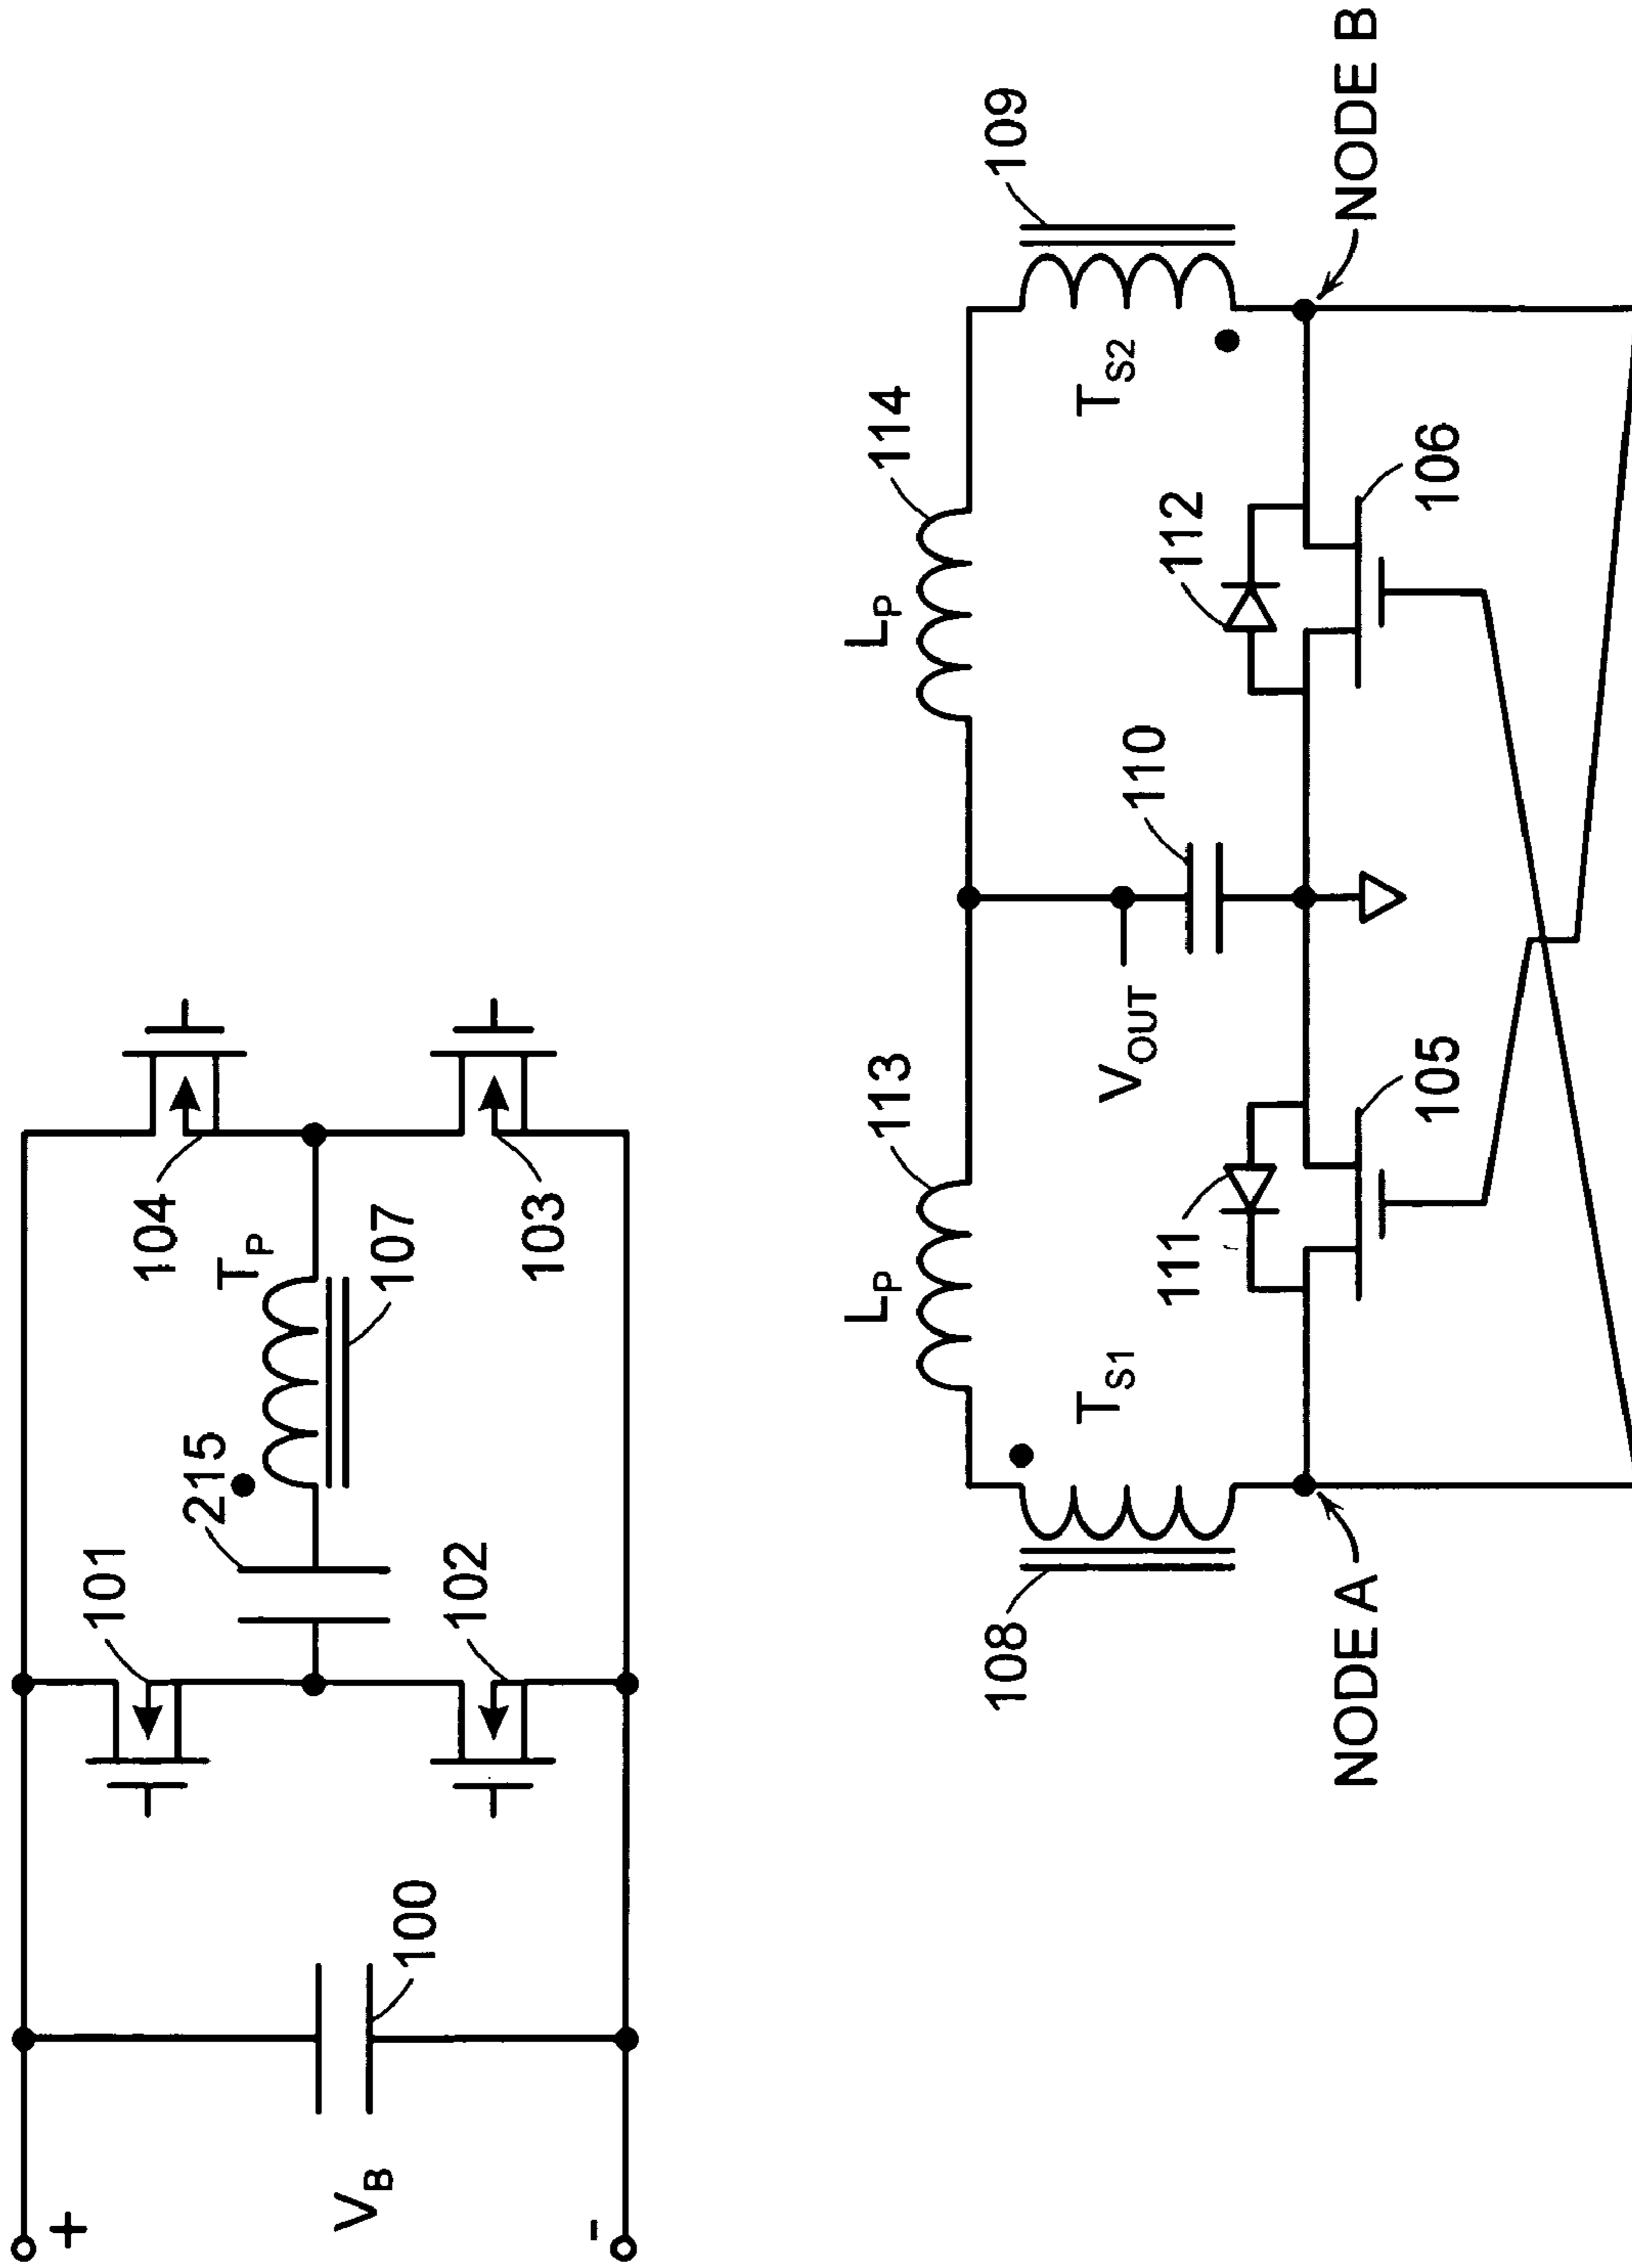 +
V_B
-
100
101
102
215
T_P
107
104
103
108
T_S1
L_P
113
V_OUT
110
L_P
114
T_S2
109
111
105
112
106
NODE A
NODE B